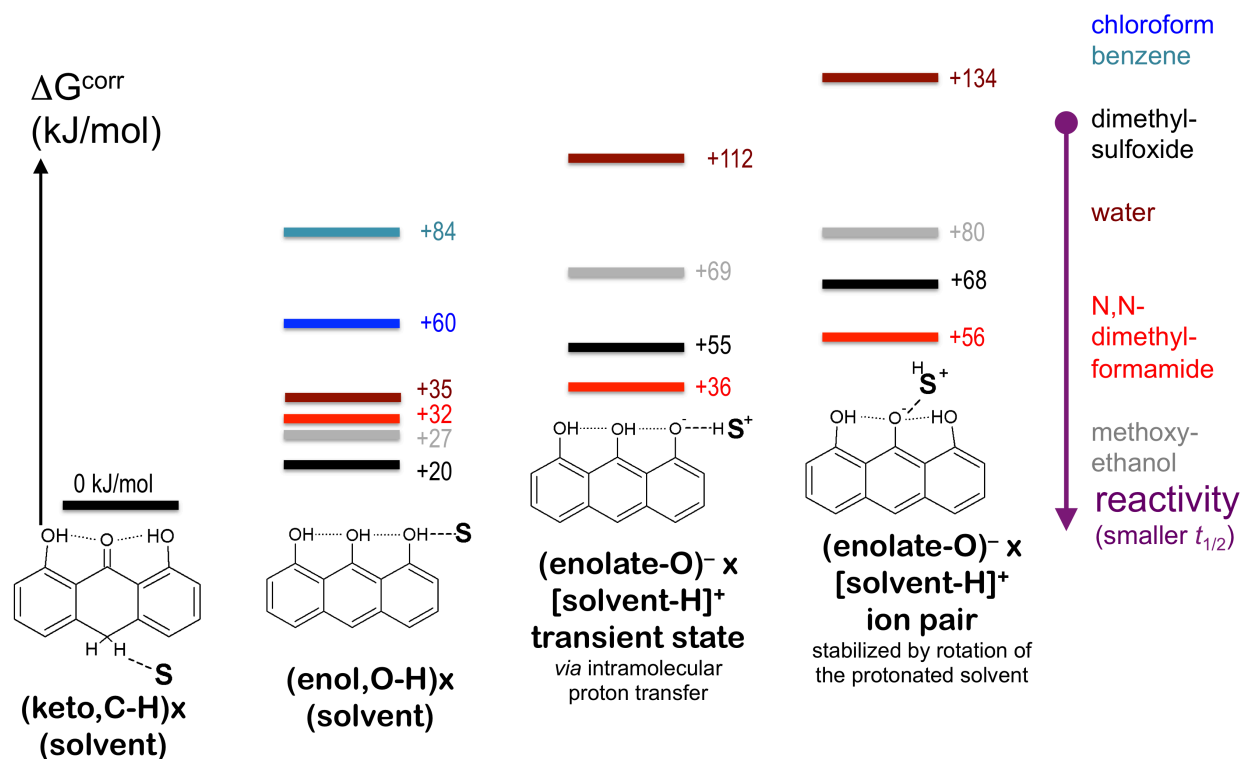 ΔG^corr
(kJ/mol)
0 kJ/mol
OH
O
HO
H
H
S
(keto,C-H)x
(solvent)
+84
+60
+35
+32
+27
+20
OH
OH
OH
S
(enol,O-H)x
(solvent)
+112
+69
+55
+36
OH
OH
O-
H
S+
(enolate-O)– x
[solvent-H]+
transient state
via intramolecular
proton transfer
+134
+80
+68
+56
H
S+
OH
O-
HO
(enolate-O)– x
[solvent-H]+
ion pair
stabilized by rotation of
the protonated solvent
chloroform
benzene
dimethyl-
sulfoxide
water
N,N-
dimethyl-
formamide
methoxy-
ethanol
reactivity
(smaller t1/2)